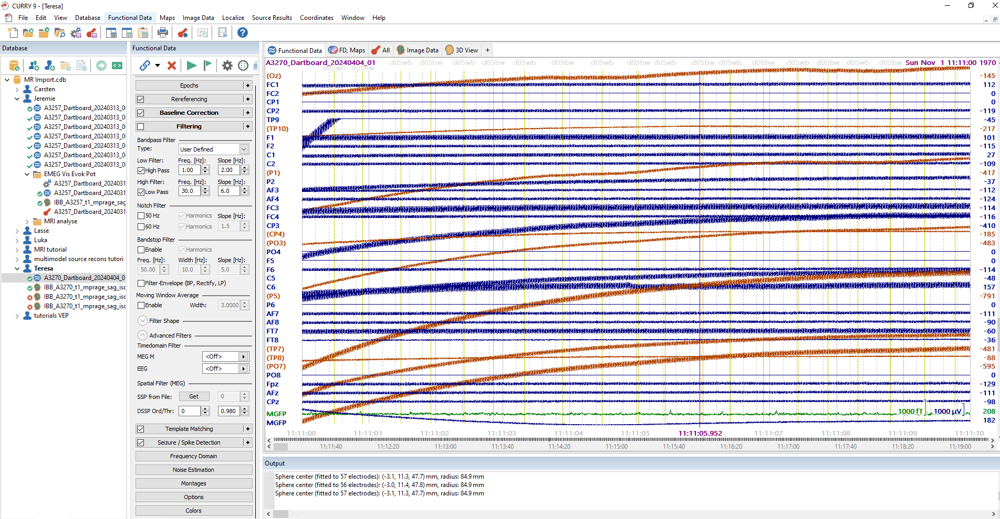 CURRY 9 - [Teresa]
File Edit View Database Functional Data Maps Image Data Localize Source Results Coordinates Window Help
Database
MR Import.cdb
Carsten
Jeremie
A3257_Dartboard_20240313_0
A3257_Dartboard_20240313_0
A3257_Dartboard_20240313_0
A3257_Dartboard_20240313_0
A3257_Dartboard_20240313_0
A3257_Dartboard_20240313_0
A3257_Dartboard_20240313_0
EMEG Vis Evok Pot
A3257_Dartboard_2024031
A3257_Dartboard_2024031
IBB_A3257_t1_mprage_sag
A3257_Dartboard_2024031
MRI analyse
Lasse
Luka
MRI tutorial
multimodel source recons tutori
Teresa
A3270_Dartboard_20240404_0
IBB_A3270_t1_mprage_sag_isc
IBB_A3270_t1_mprage_sag_isc
IBB_A3270_t1_mprage_sag_isc
tutorials VEP
Functional Data
Epochs +
Rereferencing +
Baseline Correction +
Filtering +
Bandpass Filter
Type: User Defined
Low Filter: Freq. [Hz]: Slope [Hz]:
High Pass 1.00 2.00
High Filter: Freq. [Hz]: Slope [Hz]:
Low Pass 30.0 6.0
Notch Filter
50 Hz Harmonics Slope [Hz]:
60 Hz Harmonics 1.5
Bandstop Filter
Enable Harmonics
Freq. [Hz]: Width [Hz]: Slope [Hz]:
50.00 10.0 5.0
Filter-Envelope (BP, Rectify, LP)
Moving Window Average
Enable Width: 3.0000
Filter Shape
Advanced Filters
Timedomain Filter
MEG M <Off>
EEG <Off>
Spatial Filter (MEG)
SSP from File: Get 0
DSSP Ord/Thr: 0 0.980
Template Matching +
Seizure / Spike Detection +
Frequency Domain
Noise Estimation
Montages
Options
Colors
Functional Data FD, Maps All Image Data 3D View +
A3270_Dartboard_20240404_01 d05wb d05bw d05wb d05bw d05wb d05bw d05wb d05wb d05bw d05wb d05bw d05wb d05bw Sun Nov 1 11:11:00 1970
d05wb d05bw
(Oz) -145
FC1 112
FC2 0
CP1 0
CP2 -119
TP9 -45
(TP10) -217
F1 101
F2 -115
C1 27
C2 -109
(P1) -417
P2 -37
AF3 -112
AF4 -124
FC3 -114
FC4 -116
CP3 -410
(CP4) -185
(PO3) -483
PO4 0
F5 0
F6 -114
C5 -48
C6 157
(P5) -791
P6 0
AF7 -111
AF8 -90
FT7 -60
FT8 -36
(TP7) -481
(TP8) -88
(PO7) -595
PO8 0
Fpz -129
AFz -111
CPz -98
MGFP 1000 fT 1000 µV 208
MGFP 182
11:11:00 11:11:01 11:11:02 11:11:03 11:11:04 11:11:05 11:11:05.952 11:11:07 11:11:08 11:11:09 11:11:10
11:11:40 11:12:20 11:13:00 11:13:40 11:14:20 11:15:00 11:15:40 11:16:20 11:17:00 11:17:40 11:18:20 11:19:00
Output
Sphere center (fitted to 57 electrodes): (-3.1, 11.3, 47.7) mm, radius: 84.9 mm
Sphere center (fitted to 56 electrodes): (-3.0, 11.4, 47.8) mm, radius: 84.9 mm
Sphere center (fitted to 57 electrodes): (-3.1, 11.3, 47.7) mm, radius: 84.9 mm